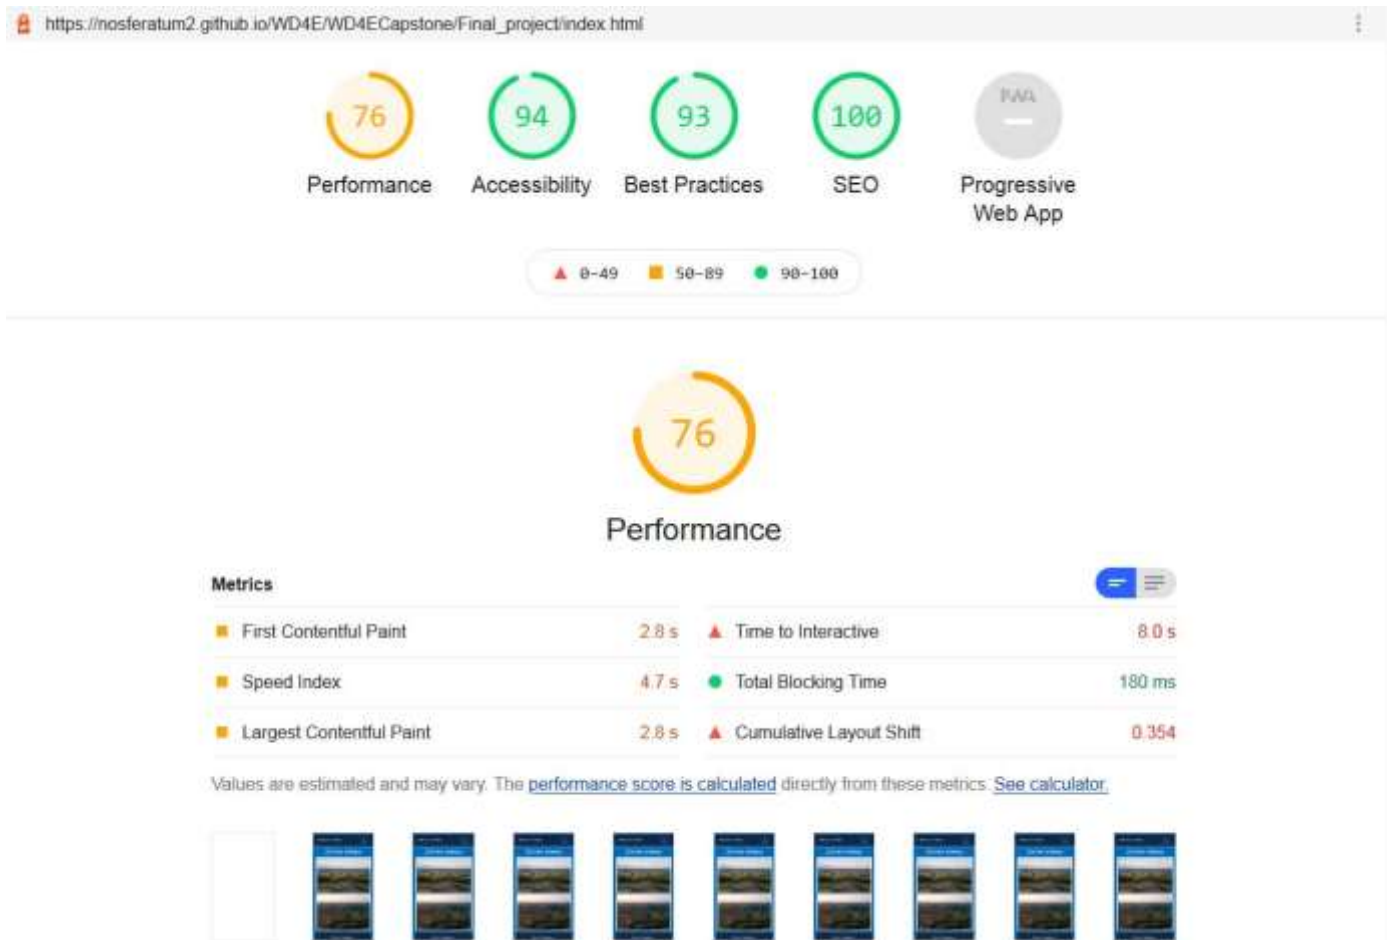 https://nosferatum2.github.io/WD4E/WD4ECapstone/Final_project/index.html
76
94
93
100
PWA
Performance
Accessibility
Best Practices
SEO
Progressive
Web App
0–49
50–89
90–100
76
Performance
Metrics
First Contentful Paint 2.8 s
Time to Interactive 8.0 s
Speed Index 4.7 s
Total Blocking Time 180 ms
Largest Contentful Paint 2.8 s
Cumulative Layout Shift 0.354
Values are estimated and may vary. The performance score is calculated directly from these metrics. See calculator.